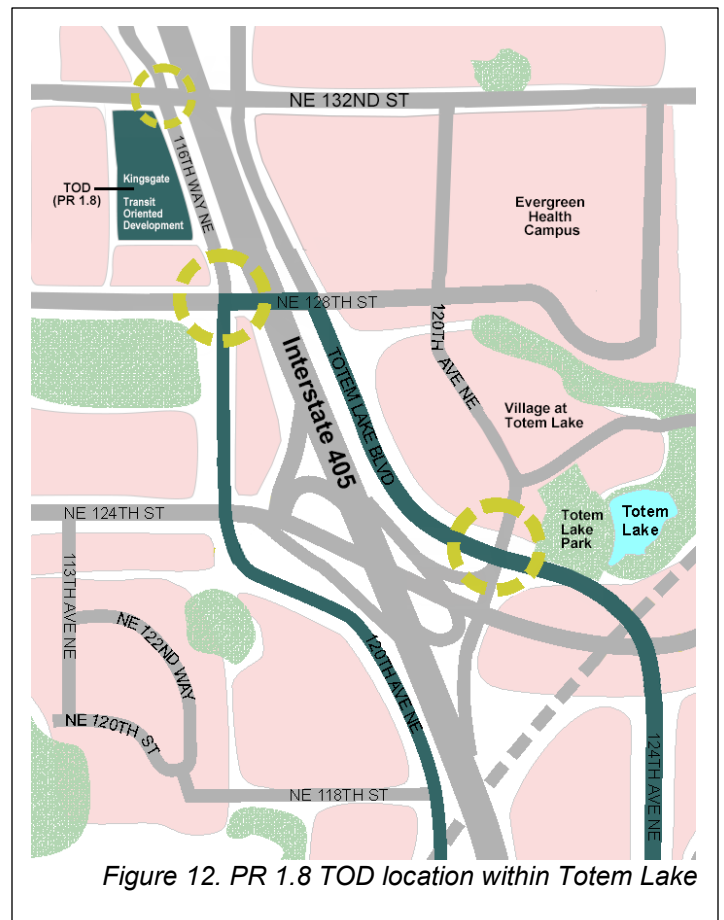 NE 132ND ST
116TH WAY NE
TOD
(PR 1.8)
Kingsgate
Transit
Oriented
Development
Evergreen
Health
Campus
NE 128TH ST
120TH AVE NE
Interstate 405
TOTEM LAKE BLVD
Village at
Totem Lake
NE 124TH ST
Totem
Lake
Park
Totem
Lake
113TH AVE NE
NE 122ND WAY
NE 120TH ST
120TH AVE NE
124TH AVE NE
NE 118TH ST
Figure 12. PR 1.8 TOD location within Totem Lake